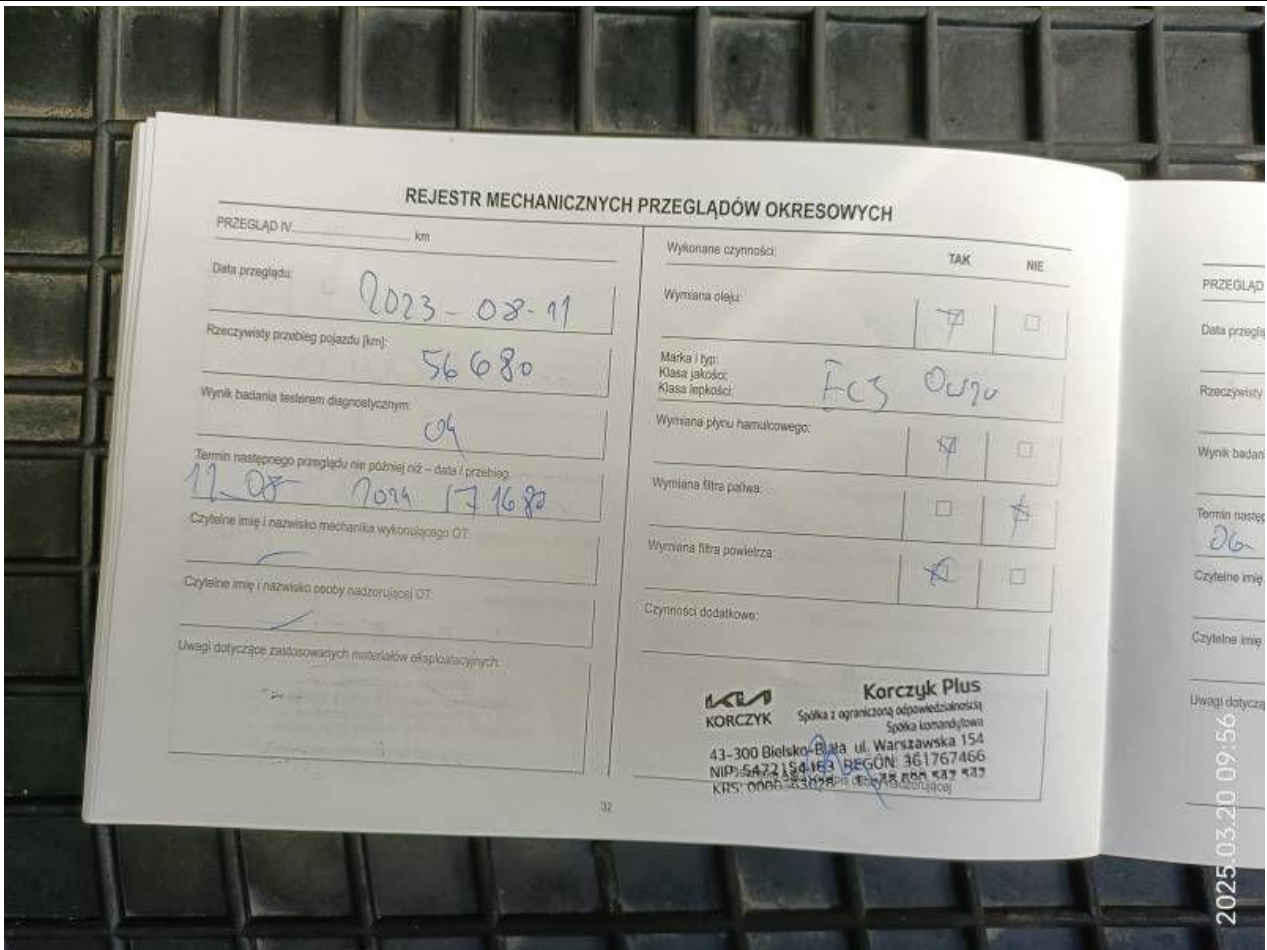 REJESTR MECHANICZNYCH PRZEGLĄDÓW OKRESOWYCH
PRZEGLĄD IV.............................. km
Data przeglądu:
2023-08-11
Rzeczywisty przebieg pojazdu [km]:
56680
Wynik badania testerem diagnostycznym:
Termin następnego przeglądu nie później niż – data / przebieg:
11-08 2024 / 71680
Czytelne imię i nazwisko mechanika wykonującego OT:
Czytelne imię i nazwisko osoby nadzorującej OT:
Uwagi dotyczące zastosowanych materiałów eksploatacyjnych:
Wykonane czynności: TAK NIE
Wymiana oleju:
Marka i typ:
Klasa jakości:
Klasa lepkości:
Wymiana płynu hamulcowego:
Wymiana filtra paliwa:
Wymiana filtra powietrza:
Czynności dodatkowe:
KIA
KORCZYK
Korczyk Plus
Spółka z ograniczoną odpowiedzialnością
Spółka komandytowa
43-300 Bielsko-Biała ul. Warszawska 154
NIP: 5472154163 REGON: 361767466
32
PRZEGLĄD
Data
Rzeczywisty
Wynik
Termin
06-
Czytelne imię
Czytelne imię
Uwagi
2025.03.20 09:56